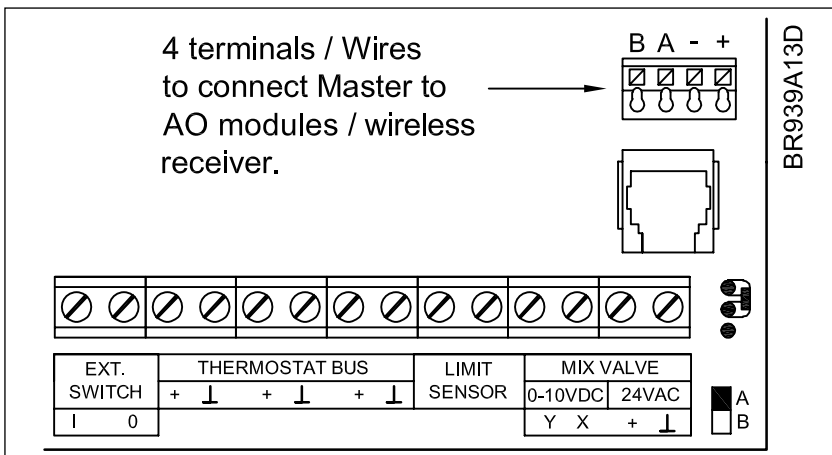 4 terminals / Wires
to connect Master to
AO modules / wireless
receiver.
B A - +
BR939A13D
EXT. SWITCH
I 0
THERMOSTAT BUS
+ ⊥ + ⊥ + ⊥
LIMIT SENSOR
MIX VALVE
0-10VDC 24VAC
Y X + ⊥
A
B